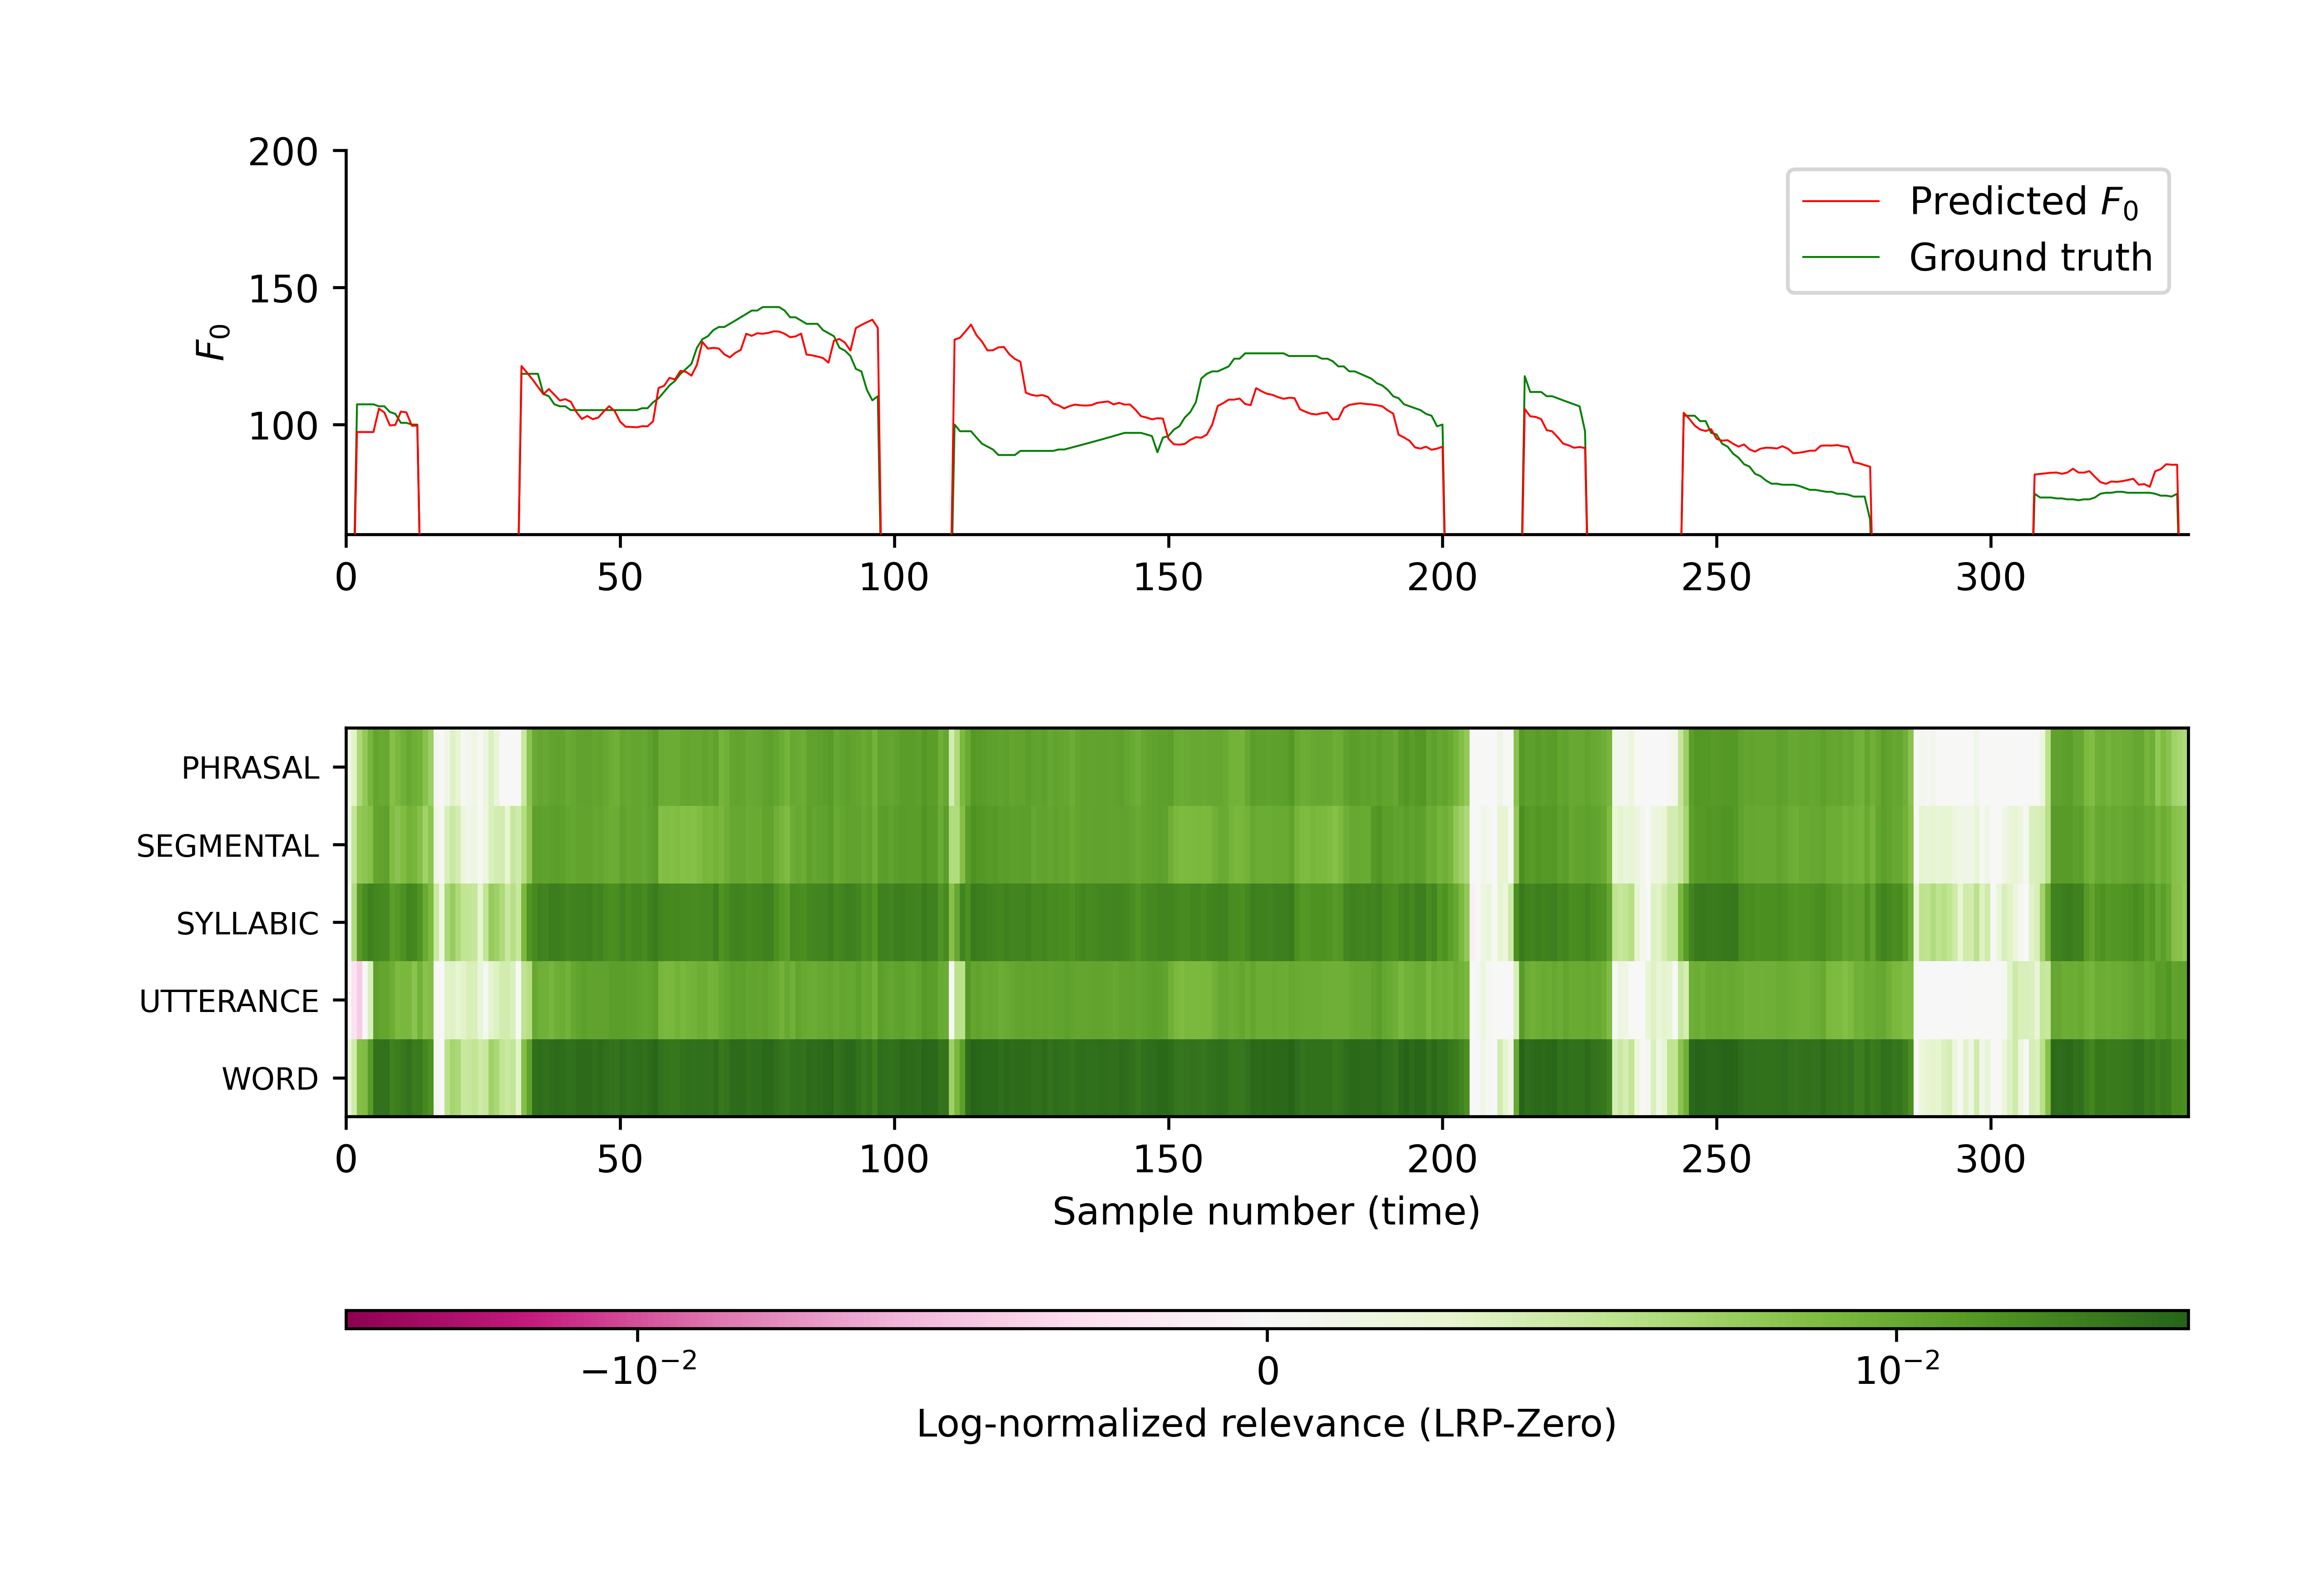 200
150
100
F₀
Predicted F₀
Ground truth
0 50 100 150 200 250 300
PHRASAL
SEGMENTAL
SYLLABIC
UTTERANCE
WORD
0 50 100 150 200 250 300
Sample number (time)
−10⁻² 0 10⁻²
Log-normalized relevance (LRP-Zero)